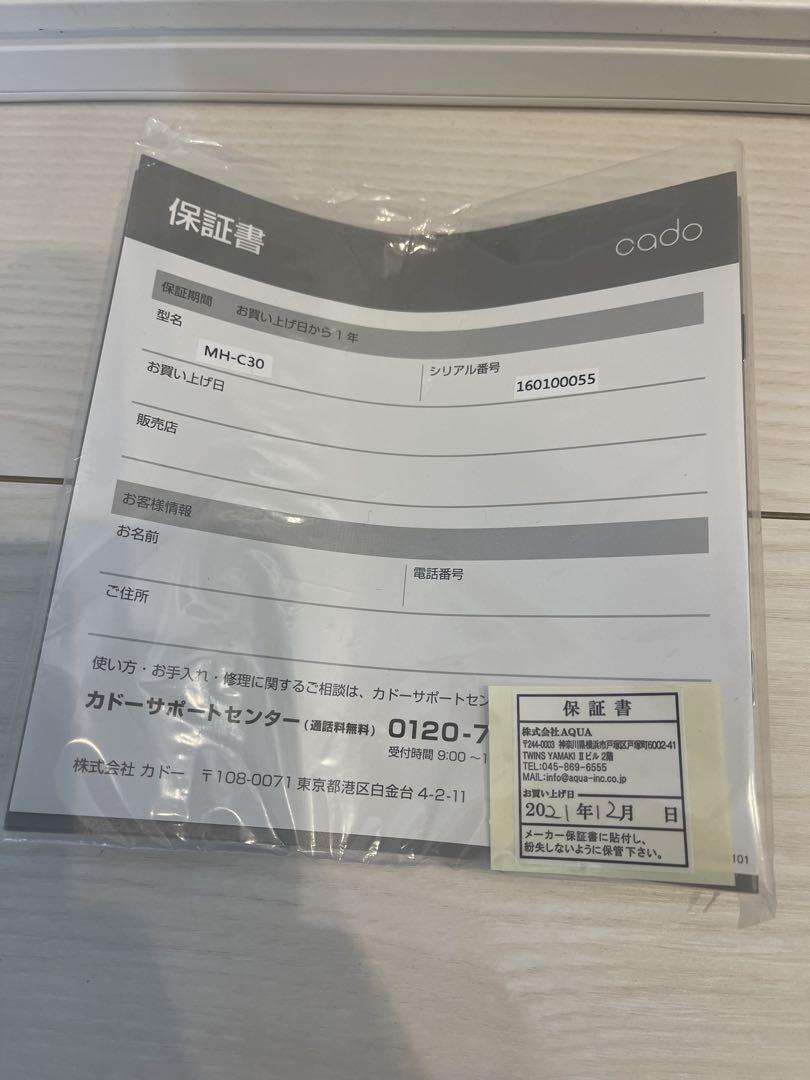 保証書
cado
保証期間 お買い上げ日から1年
型名 MH-C30
シリアル番号 160100055
お買い上げ日
販売店
お客様情報
お名前
電話番号
ご住所
使い方・お手入れ・修理に関するご相談は、カドーサポートセン
カドーサポートセンター(通話料無料) 0120-7
受付時間 9:00～1
株式会社 カドー 〒108-0071 東京都港区白金台 4-2-11
保証書
株式会社AQUA
〒244-0003 神奈川県横浜市戸塚区戸塚町6002-41
TWINS YAMAKI Ⅱビル 2階
TEL:045-869-6555
MAIL:info@aqua-inc.co.jp
お買い上げ日
2021年12月 日
メーカー保証書に貼付し、
紛失しないように保管下さい。
101